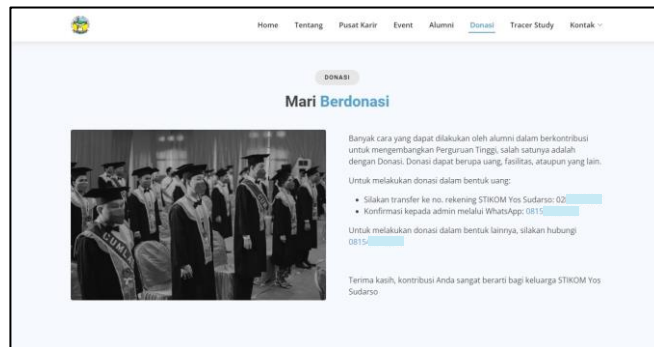 Home Tentang Pusat Karir Event Alumni Donasi Tracer Study Kontak
DONASI
Mari Berdonasi
Banyak cara yang dapat dilakukan oleh alumni dalam berkontribusi
untuk mengembangkan Perguruan Tinggi, salah satunya adalah
dengan Donasi. Donasi dapat berupa uang, fasilitas, ataupun yang lain.
Untuk melakukan donasi dalam bentuk uang:
Silakan transfer ke no. rekening STIKOM Yos Sudarso: 02
Konfirmasi kepada admin melalui WhatsApp: 0815
Untuk melakukan donasi dalam bentuk lainnya, silakan hubungi
0815
Terima kasih, kontribusi Anda sangat berarti bagi keluarga STIKOM Yos
Sudarso
CUMLA